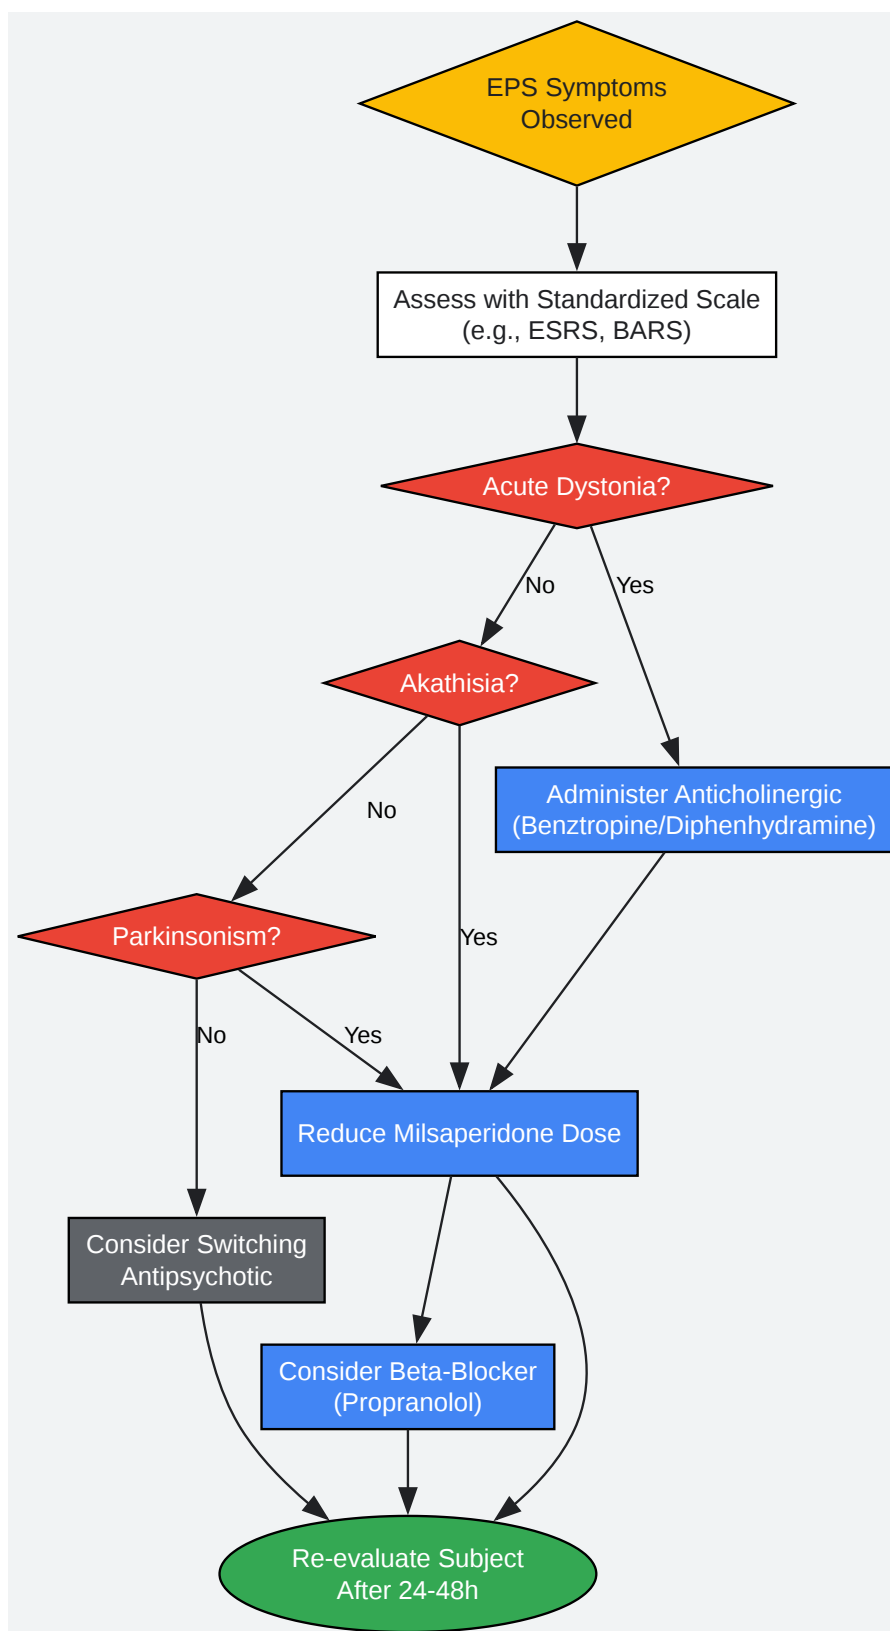 EPS Symptoms
Observed
Assess with Standardized Scale
(e.g., ESRS, BARS)
Acute Dystonia?
No
Yes
Akathisia?
Administer Anticholinergic
(Benztropine/Diphenhydramine)
No
Parkinsonism?
Yes
No
Yes
Reduce Milsaperidone Dose
Consider Switching
Antipsychotic
Consider Beta-Blocker
(Propranolol)
Re-evaluate Subject
After 24-48h